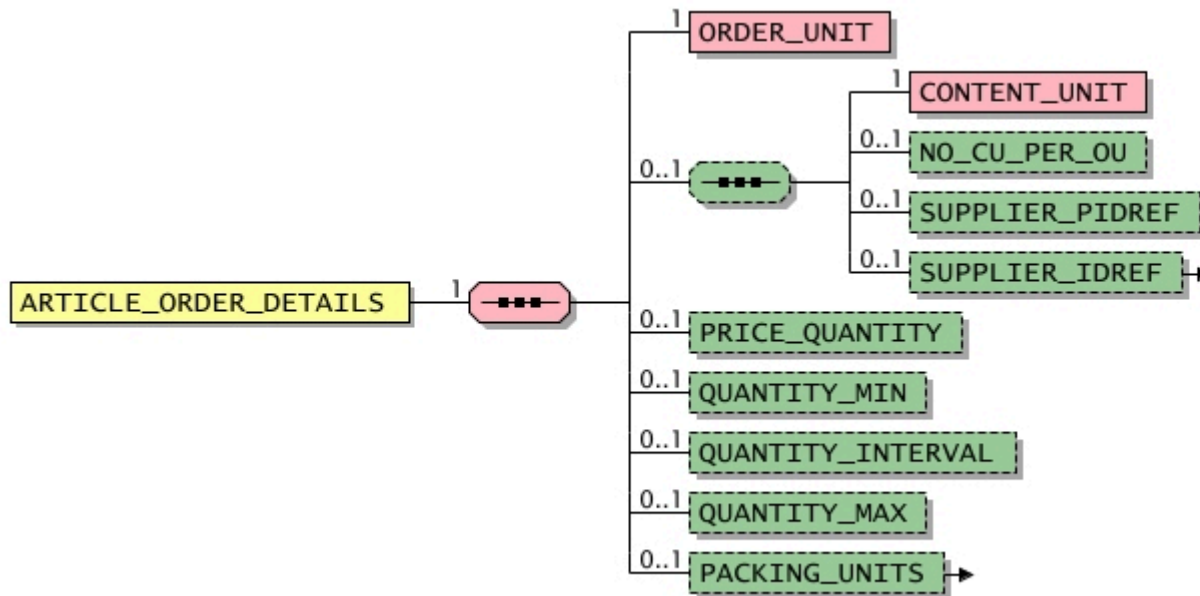 1 ORDER_UNIT
1 CONTENT_UNIT
0..1 NO_CU_PER_OU
0..1
0..1 SUPPLIER_PIDREF
0..1 SUPPLIER_IDREF
ARTICLE_ORDER_DETAILS 1
0..1 PRICE_QUANTITY
0..1 QUANTITY_MIN
0..1 QUANTITY_INTERVAL
0..1 QUANTITY_MAX
0..1 PACKING_UNITS